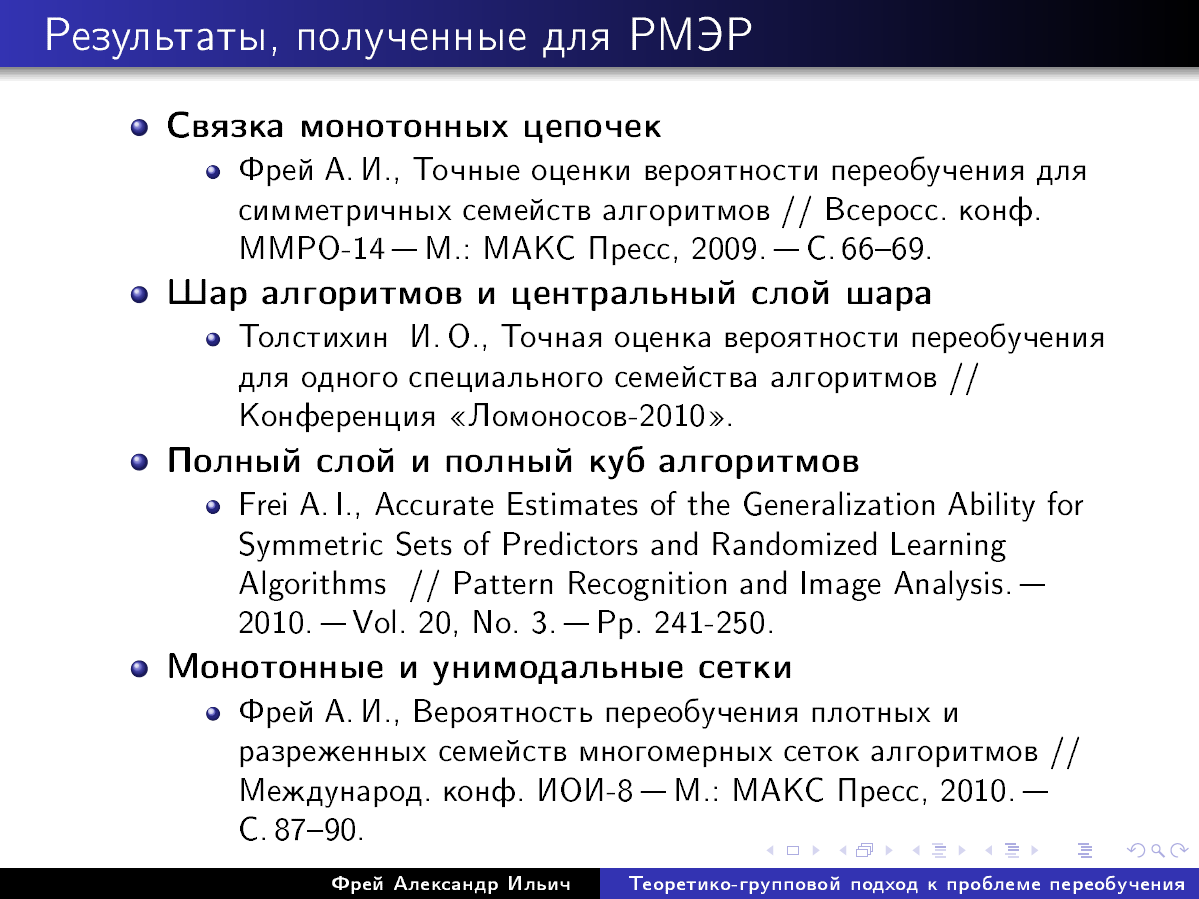 Результаты, полученные для РМЭР
Связка монотонных цепочек
Фрей А. И., Точные оценки вероятности переобучения для
симметричных семейств алгоритмов // Всеросс. конф.
ММРО-14 — М.: МАКС Пресс, 2009. — С. 66–69.
Шар алгоритмов и центральный слой шара
Толстихин И. О., Точная оценка вероятности переобучения
для одного специального семейства алгоритмов //
Конференция «Ломоносов-2010».
Полный слой и полный куб алгоритмов
Frei A. I., Accurate Estimates of the Generalization Ability for
Symmetric Sets of Predictors and Randomized Learning
Algorithms // Pattern Recognition and Image Analysis. —
2010. — Vol. 20, No. 3. — Pp. 241-250.
Монотонные и унимодальные сетки
Фрей А. И., Вероятность переобучения плотных и
разреженных семейств многомерных сеток алгоритмов //
Международ. конф. ИОИ-8 — М.: МАКС Пресс, 2010. —
С. 87–90.
Фрей Александр Ильич
Теоретико-групповой подход к проблеме переобучения